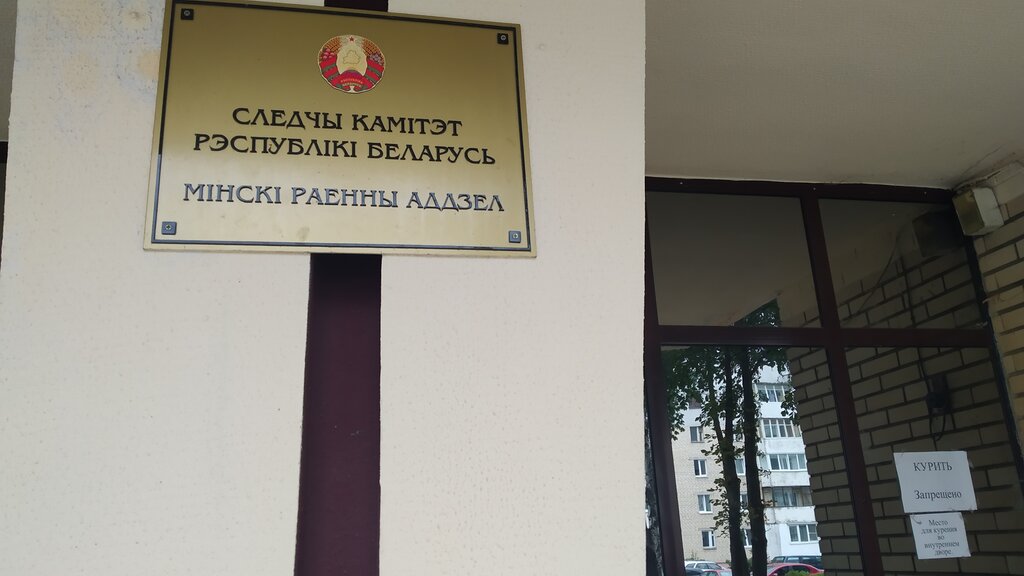 СЛЕДЧЫ КАМІТЭТ
РЭСПУБЛІКІ БЕЛАРУСЬ
МІНСКІ РАЕННЫ АДДЗЕЛ
КУРИТЬ
Запрещено
Место
для курения
во
внутреннем
дворе